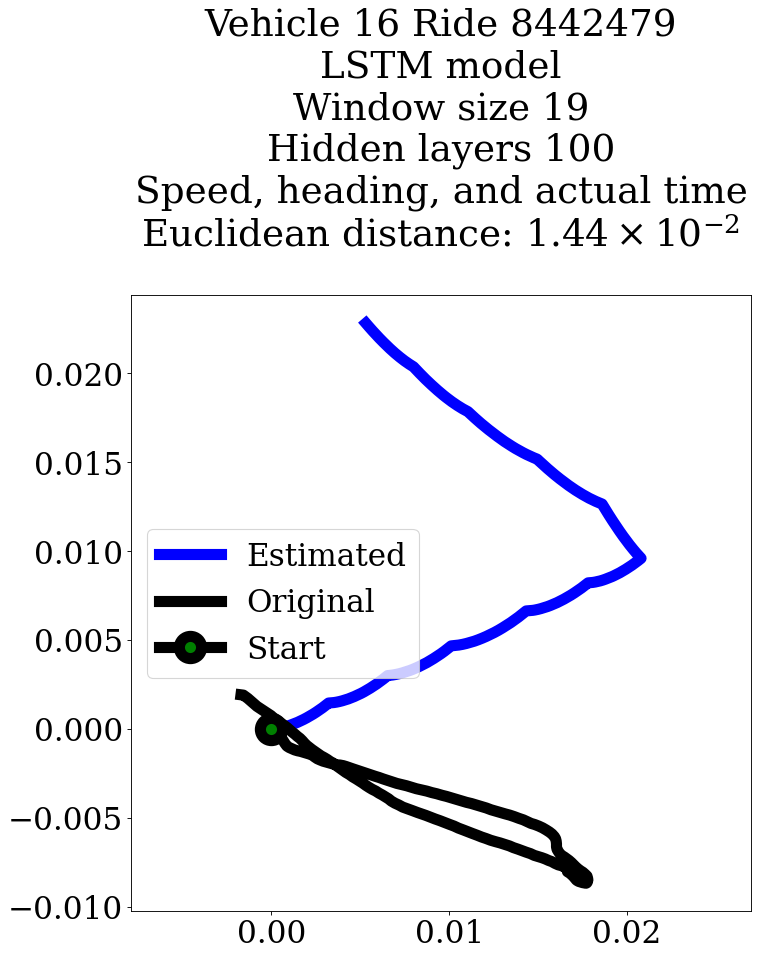 Vehicle 16 Ride 8442479
LSTM model
Window size 19
Hidden layers 100
Speed, heading, and actual time
Euclidean distance: 1.44 × 10⁻²
0.020
0.015
0.010
0.005
0.000
−0.005
−0.010
Estimated
Original
Start
0.00 0.01 0.02